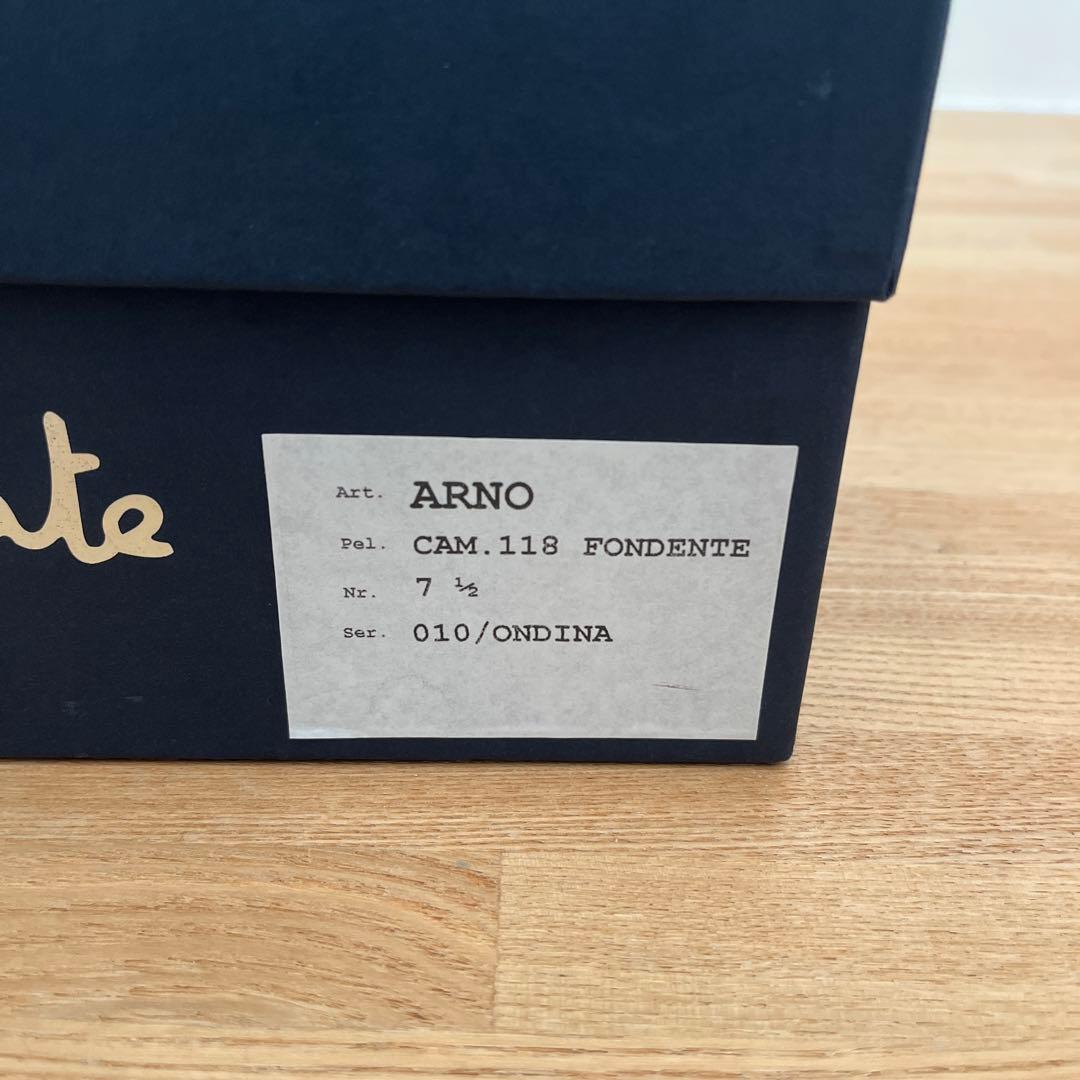 Art. ARNO
Pel. CAM.118 FONDENTE
Nr. 7 ½
Ser. 010/ONDINA